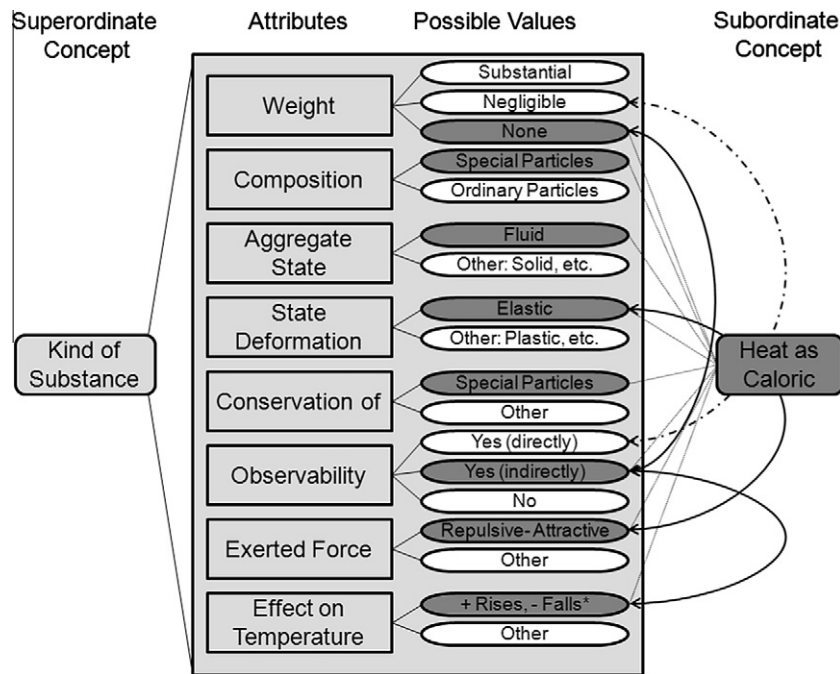 Superordinate Concept
Attributes
Possible Values
Subordinate Concept
Kind of Substance
Weight
Substantial
Negligible
None
Composition
Special Particles
Ordinary Particles
Aggregate State
Fluid
Other: Solid, etc.
State Deformation
Elastic
Other: Plastic, etc.
Conservation of
Special Particles
Other
Observability
Yes (directly)
Yes (indirectly)
No
Exerted Force
Repulsive- Attractive
Other
Effect on Temperature
+ Rises, - Falls*
Other
Heat as Caloric